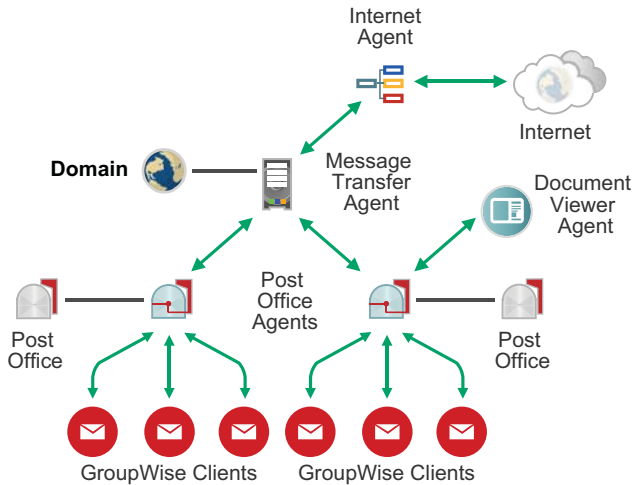 Internet
Agent
Internet
Domain
Message
Transfer
Agent
Document
Viewer
Agent
Post
Office
Agents
Post
Office
Post
Office
GroupWise Clients
GroupWise Clients